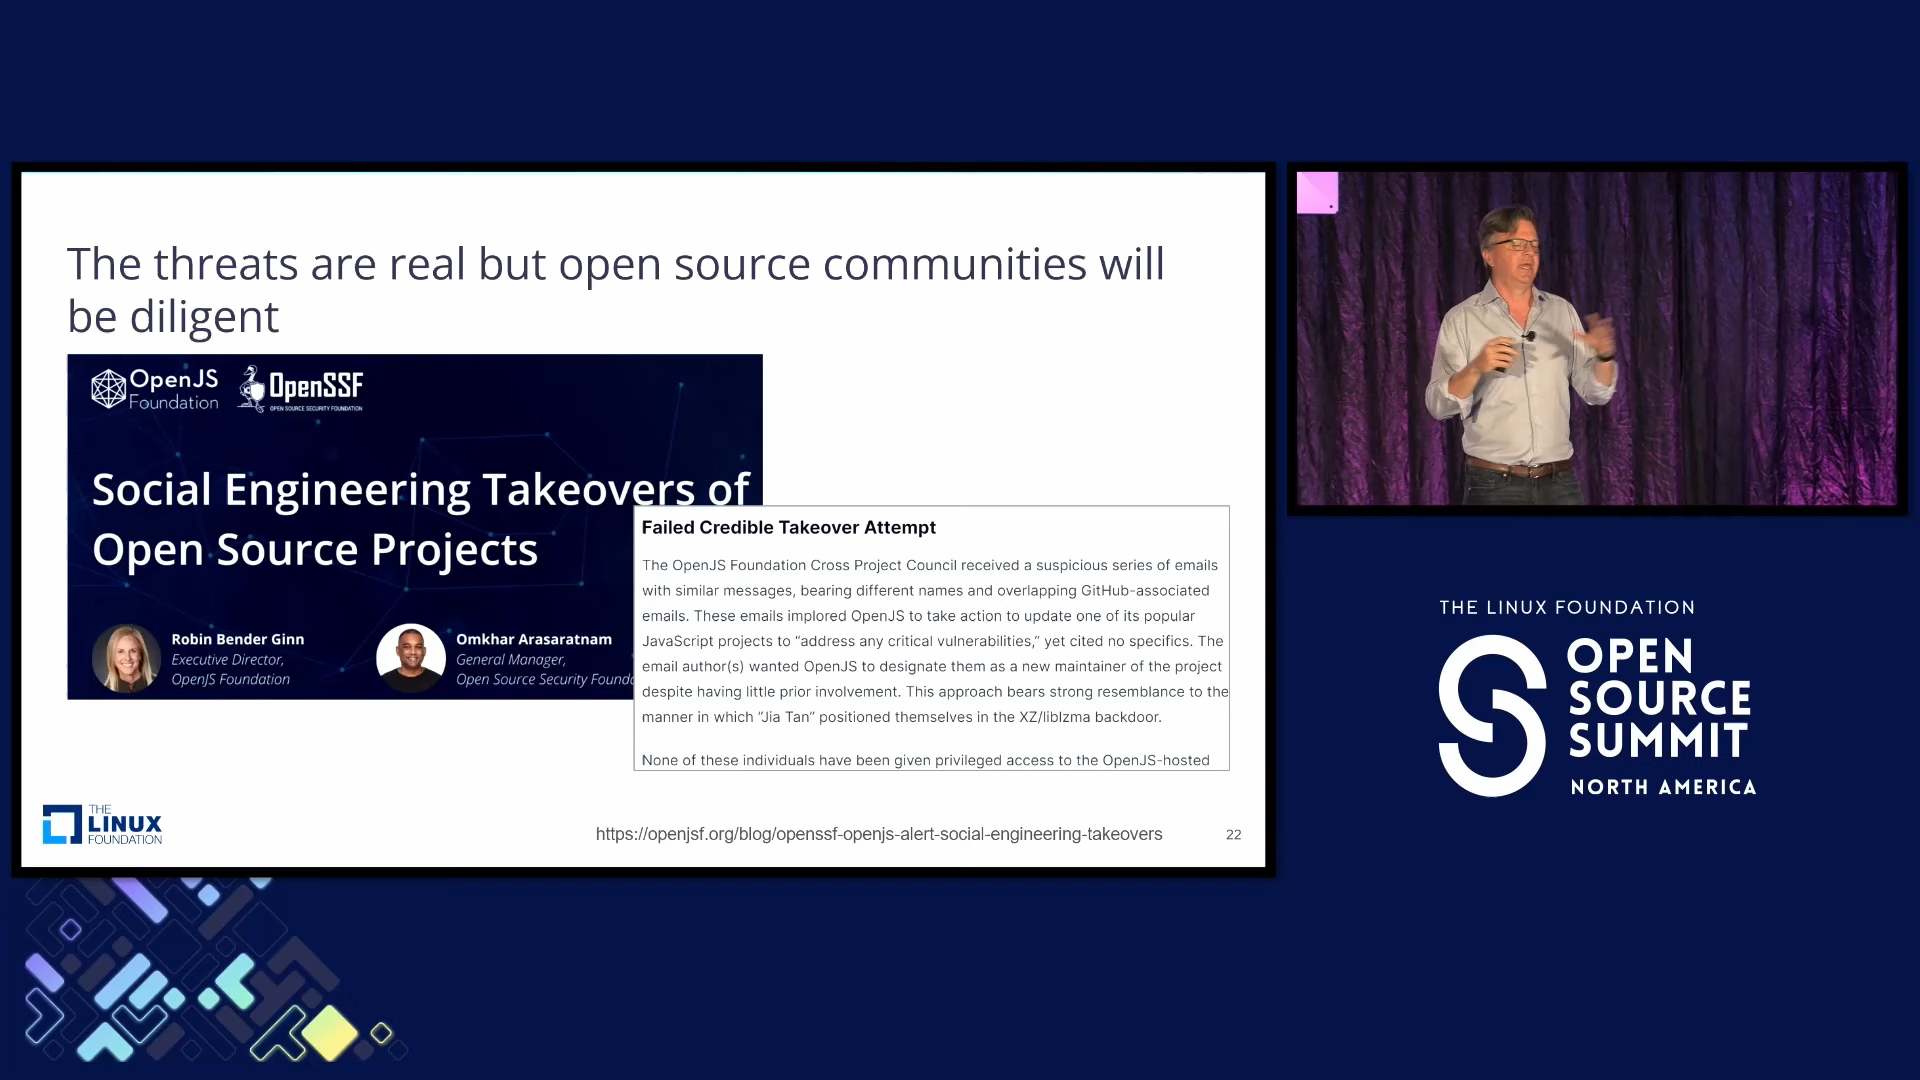 The threats are real but open source communities will
be diligent
OpenJS
Foundation
OpenSSF
OPEN SOURCE SECURITY FOUNDATION
Social Engineering Takeovers of
Open Source Projects
Robin Bender Ginn
Executive Director,
OpenJS Foundation
Omkhar Arasaratnam
General Manager,
Open Source Security
Failed Credible Takeover Attempt
The OpenJS Foundation Cross Project Council received a suspicious series of emails
with similar messages, bearing different names and overlapping GitHub-associated
emails. These emails implored OpenJS to take action to update one of its popular
JavaScript projects to “address any critical vulnerabilities,” yet cited no specifics. The
email author(s) wanted OpenJS to designate them as a new maintainer of the project
despite having little prior involvement. This approach bears strong resemblance to the
manner in which “Jia Tan” positioned themselves in the XZ/liblzma backdoor.
None of these individuals have been given privileged access to the OpenJS-hosted
THE
LINUX
FOUNDATION
https://openjsf.org/blog/openssf-openjs-alert-social-engineering-takeovers
22
THE LINUX FOUNDATION
OPEN
SOURCE
SUMMIT
NORTH AMERICA